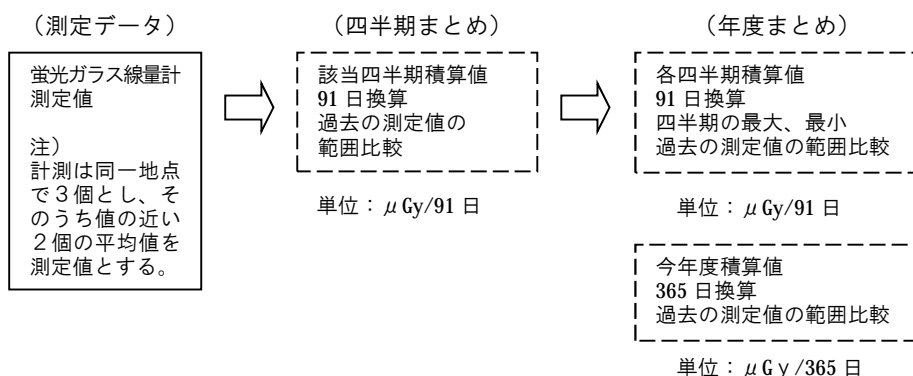 （測定データ）
蛍光ガラス線量計
測定値
注）
計測は同一地点
で３個とし、そ
のうち値の近い
２個の平均値を
測定値とする。
（四半期まとめ）
該当四半期積算値
91 日換算
過去の測定値の
範囲比較
単位：μGy/91 日
（年度まとめ）
各四半期積算値
91 日換算
四半期の最大、最小
過去の測定値の範囲比較
単位：μGy/91 日
今年度積算値
365 日換算
過去の測定値の範囲比較
単位：μGｙ/365 日